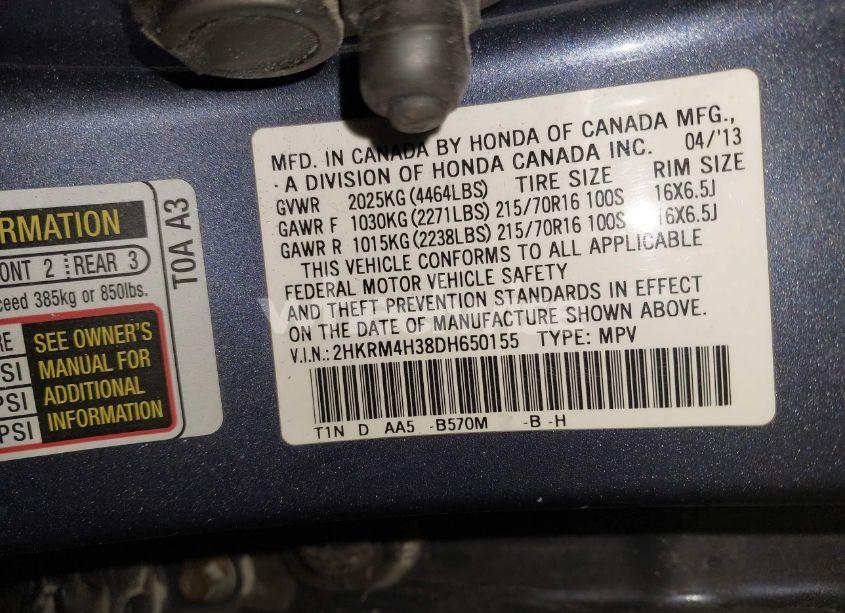 MFD. IN CANADA BY HONDA OF CANADA MFG.,
A DIVISION OF HONDA CANADA INC. 04/'13
GVWR 2025KG (4464LBS) TIRE SIZE RIM SIZE
GAWR F 1030KG (2271LBS) 215/70R16 100S 16X6.5J
GAWR R 1015KG (2238LBS) 215/70R16 100S 16X6.5J
THIS VEHICLE CONFORMS TO ALL APPLICABLE
FEDERAL MOTOR VEHICLE SAFETY
AND THEFT PREVENTION STANDARDS IN EFFECT
ON THE DATE OF MANUFACTURE SHOWN ABOVE.
V.I.N.: 2HKRM4H38DH650155 TYPE: MPV
T1N D AA5 -B570M -B -H
RMATION
ONT 2 REAR 3
ceed 385kg or 850lbs.
RE SEE OWNER'S
PSI MANUAL FOR
PSI ADDITIONAL
PSI INFORMATION
T0A A3